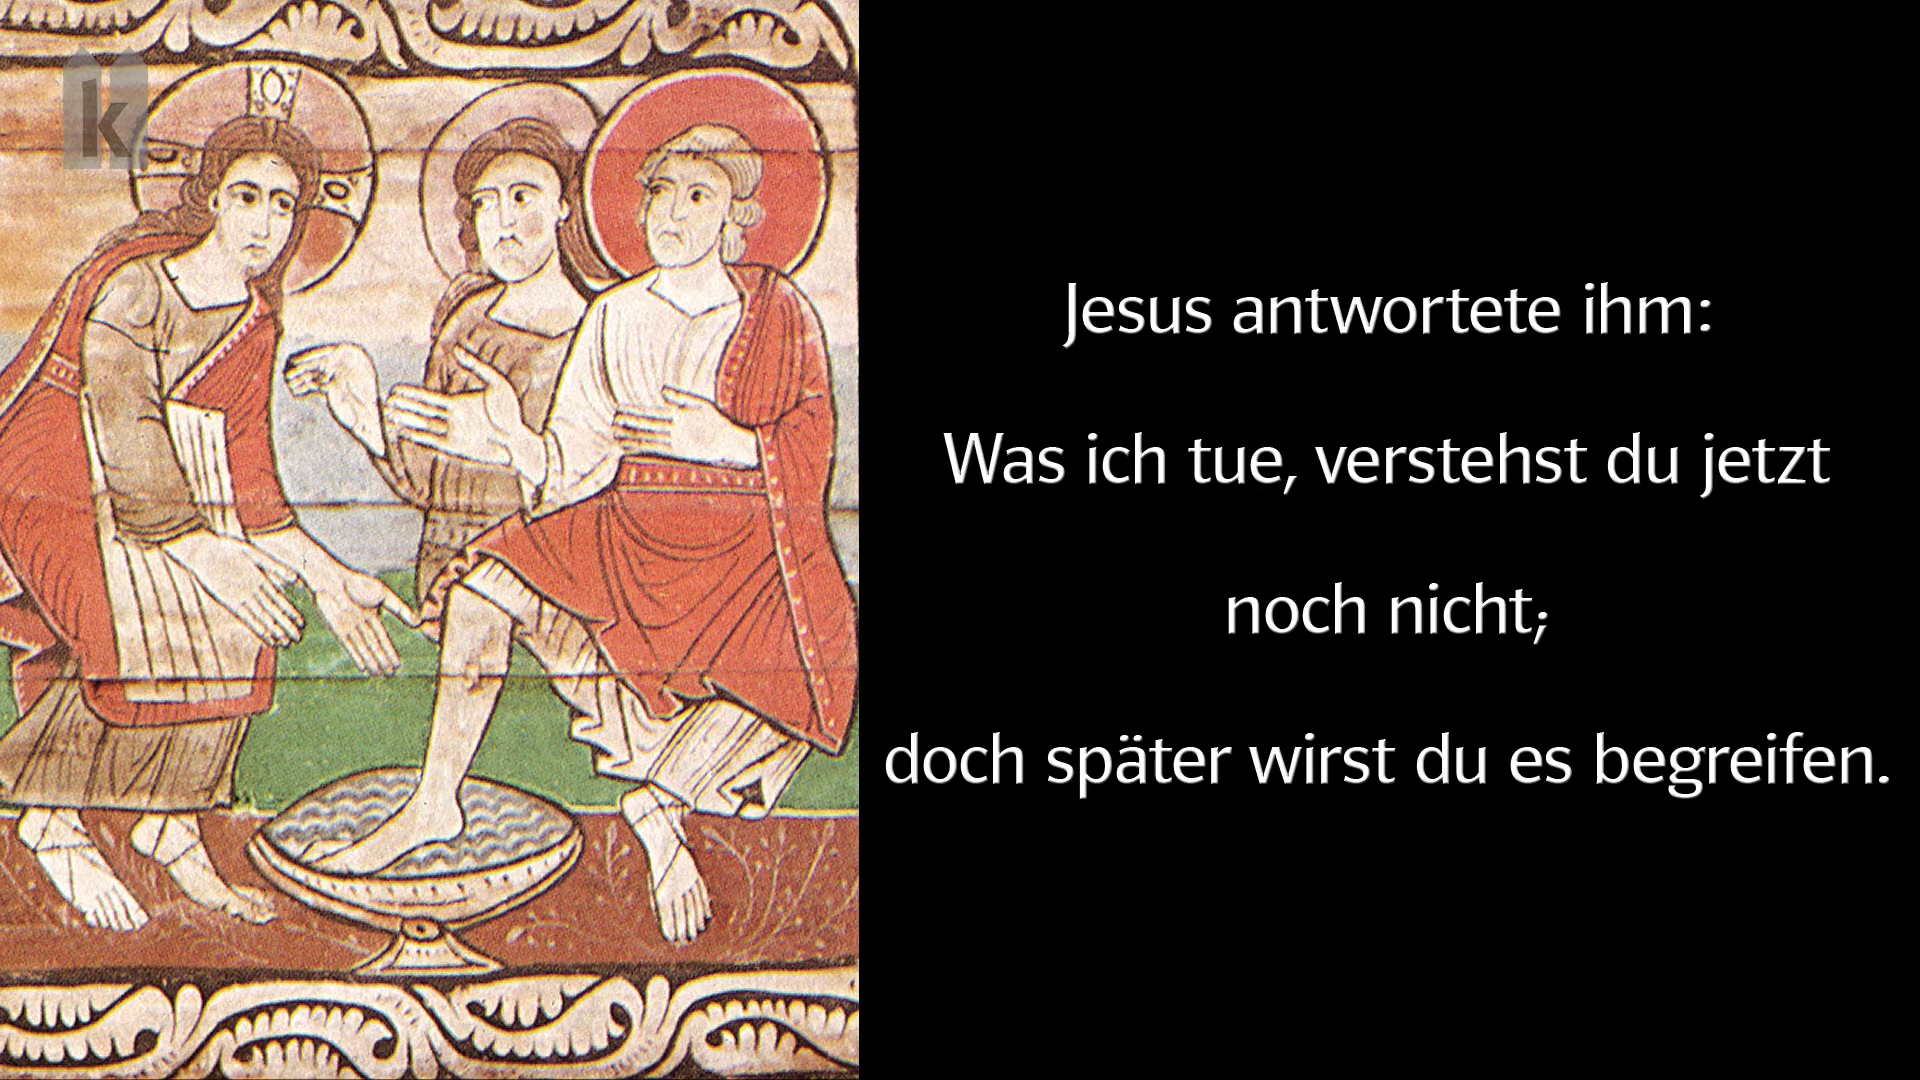 k
Jesus antwortete ihm:
Was ich tue, verstehst du jetzt
noch nicht;
doch später wirst du es begreifen.